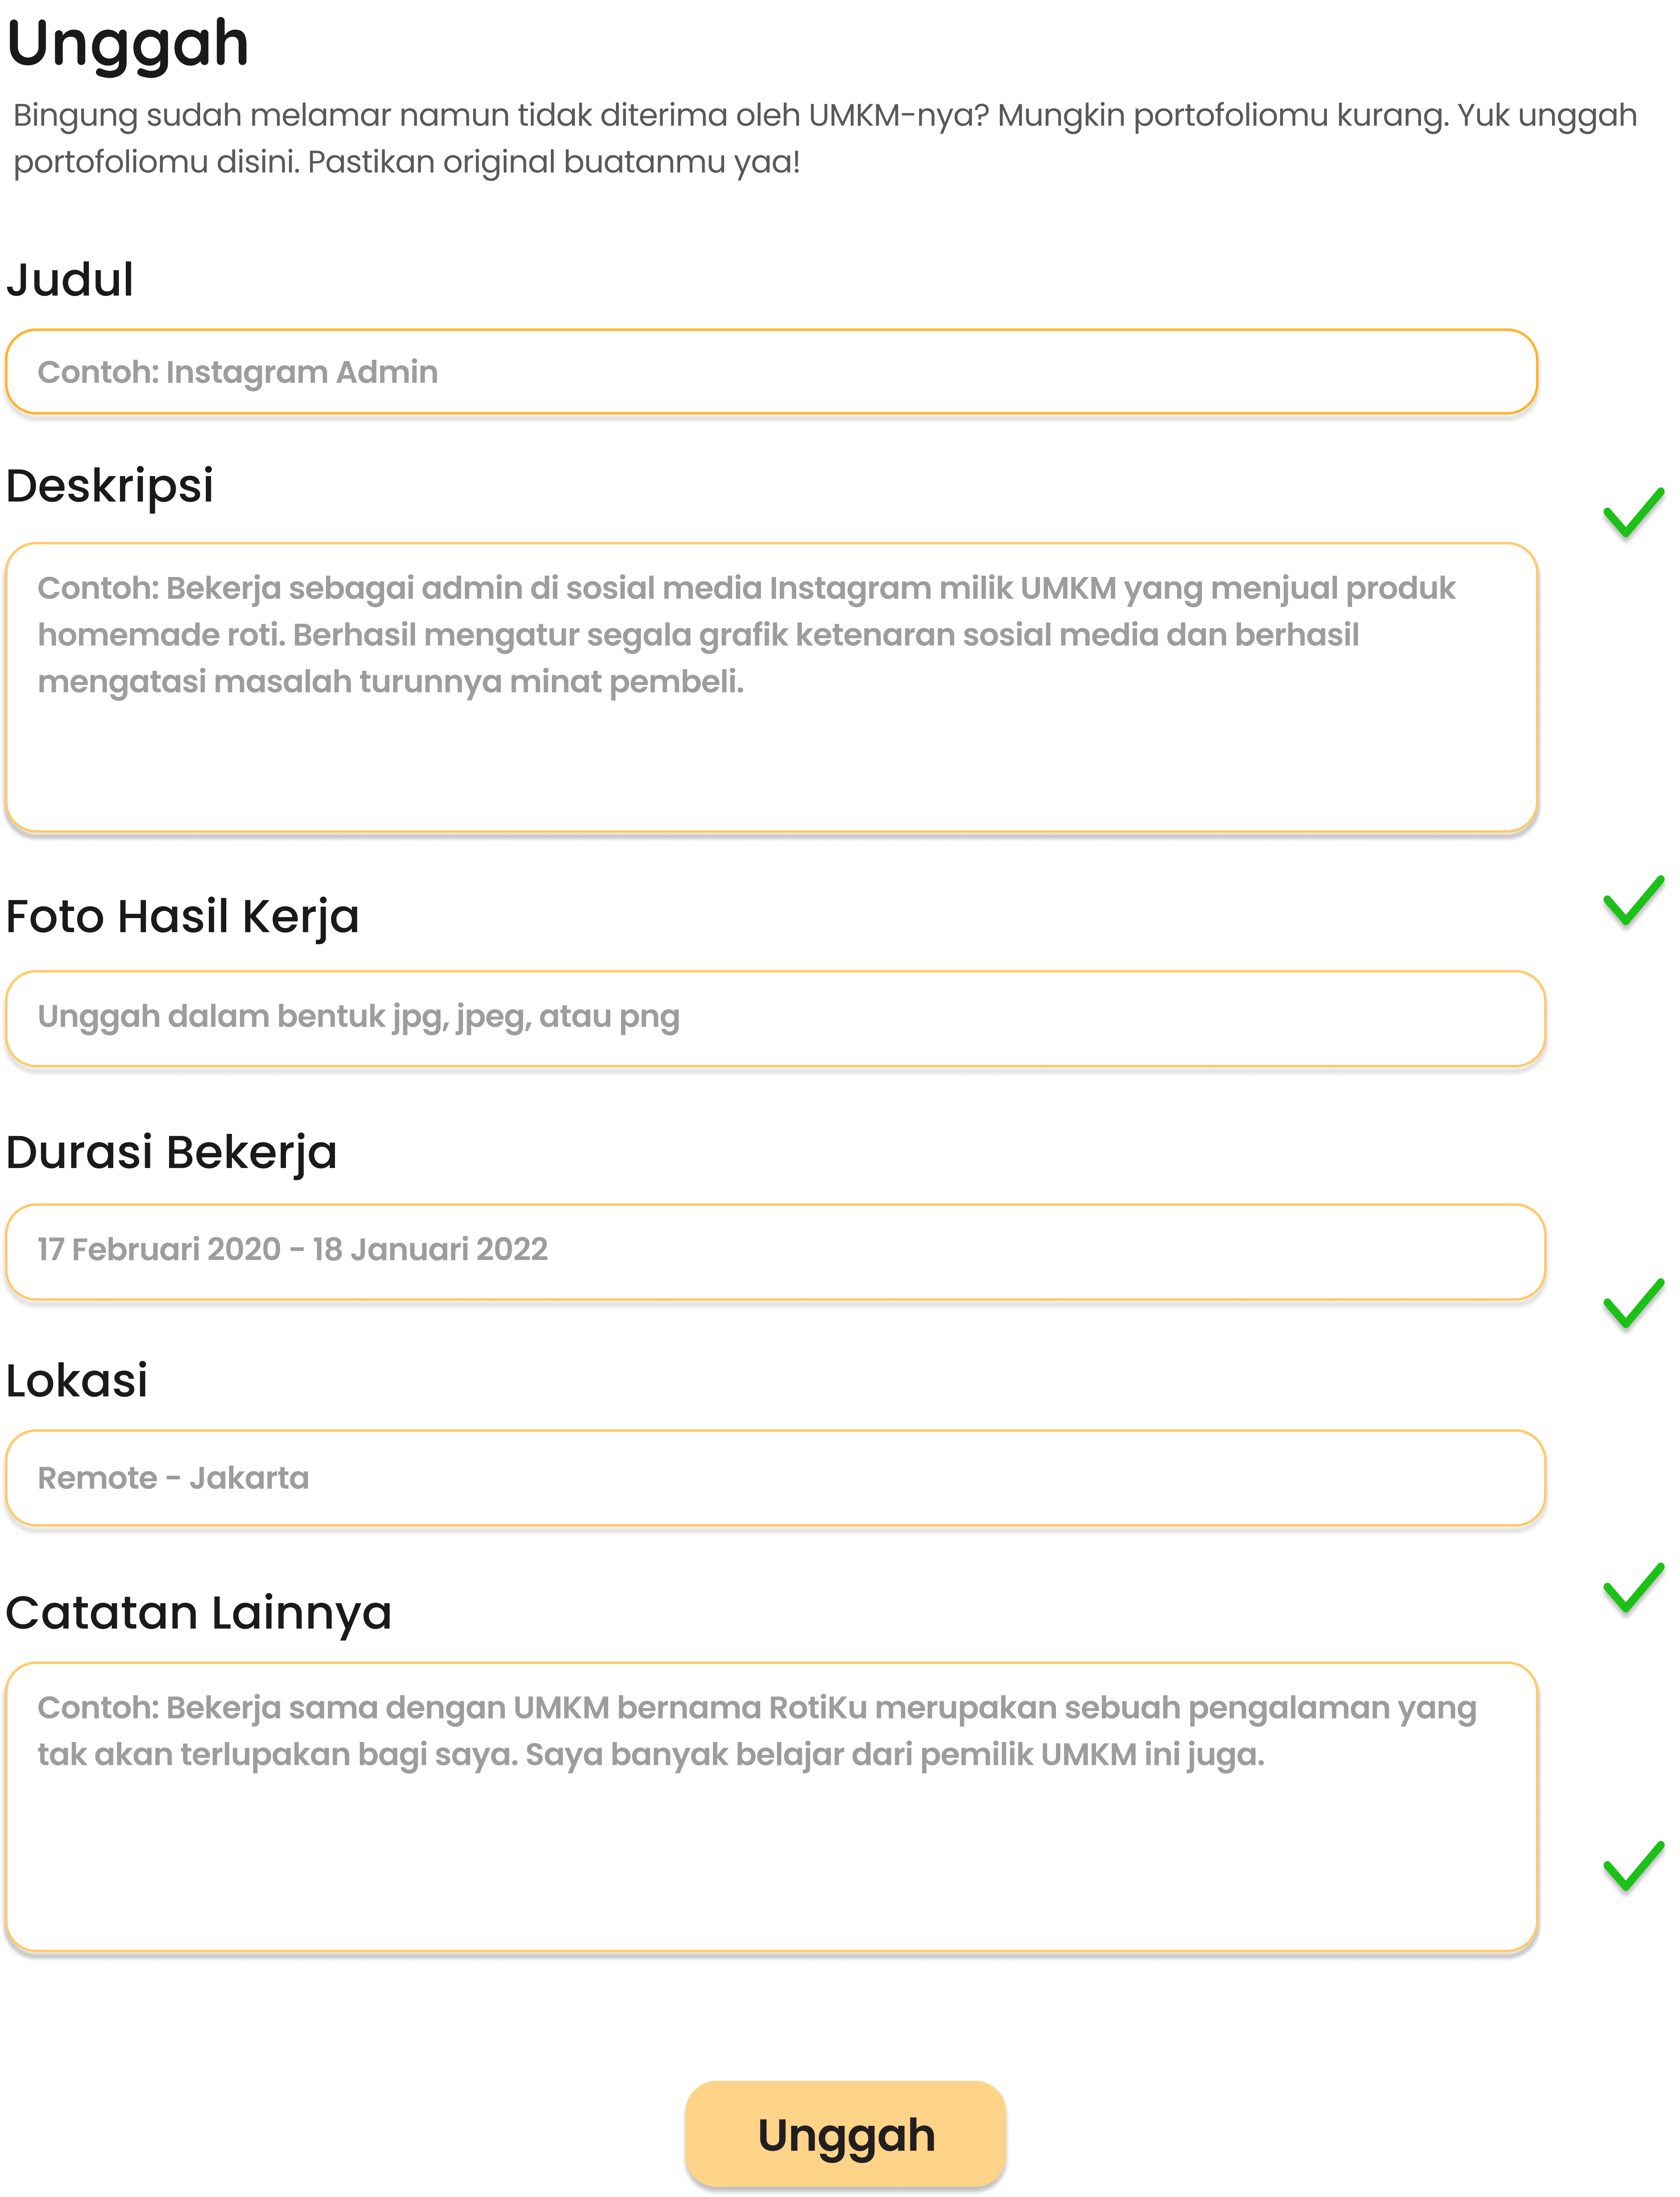 Unggah
Bingung sudah melamar namun tidak diterima oleh UMKM-nya? Mungkin portofoliomu kurang. Yuk unggah
portofoliomu disini. Pastikan original buatanmu yaa!
Judul
Contoh: Instagram Admin
Deskripsi
Contoh: Bekerja sebagai admin di sosial media Instagram milik UMKM yang menjual produk
homemade roti. Berhasil mengatur segala grafik ketenaran sosial media dan berhasil
mengatasi masalah turunnya minat pembeli.
Foto Hasil Kerja
Unggah dalam bentuk jpg, jpeg, atau png
Durasi Bekerja
17 Februari 2020 - 18 Januari 2022
Lokasi
Remote - Jakarta
Catatan Lainnya
Contoh: Bekerja sama dengan UMKM bernama RotiKu merupakan sebuah pengalaman yang
tak akan terlupakan bagi saya. Saya banyak belajar dari pemilik UMKM ini juga.
Unggah